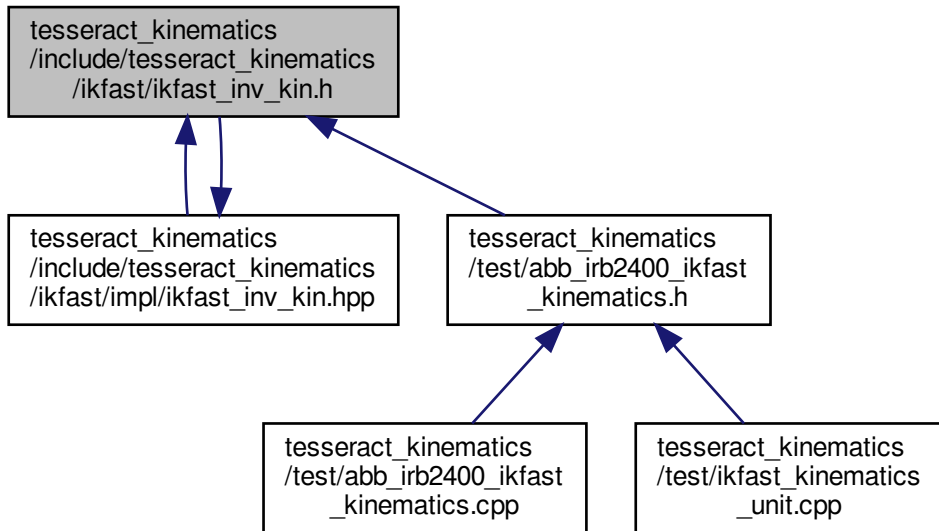 tesseract_kinematics
/include/tesseract_kinematics
/ikfast/ikfast_inv_kin.h
tesseract_kinematics
/include/tesseract_kinematics
/ikfast/impl/ikfast_inv_kin.hpp
tesseract_kinematics
/test/abb_irb2400_ikfast
_kinematics.h
tesseract_kinematics
/test/abb_irb2400_ikfast
_kinematics.cpp
tesseract_kinematics
/test/ikfast_kinematics
_unit.cpp